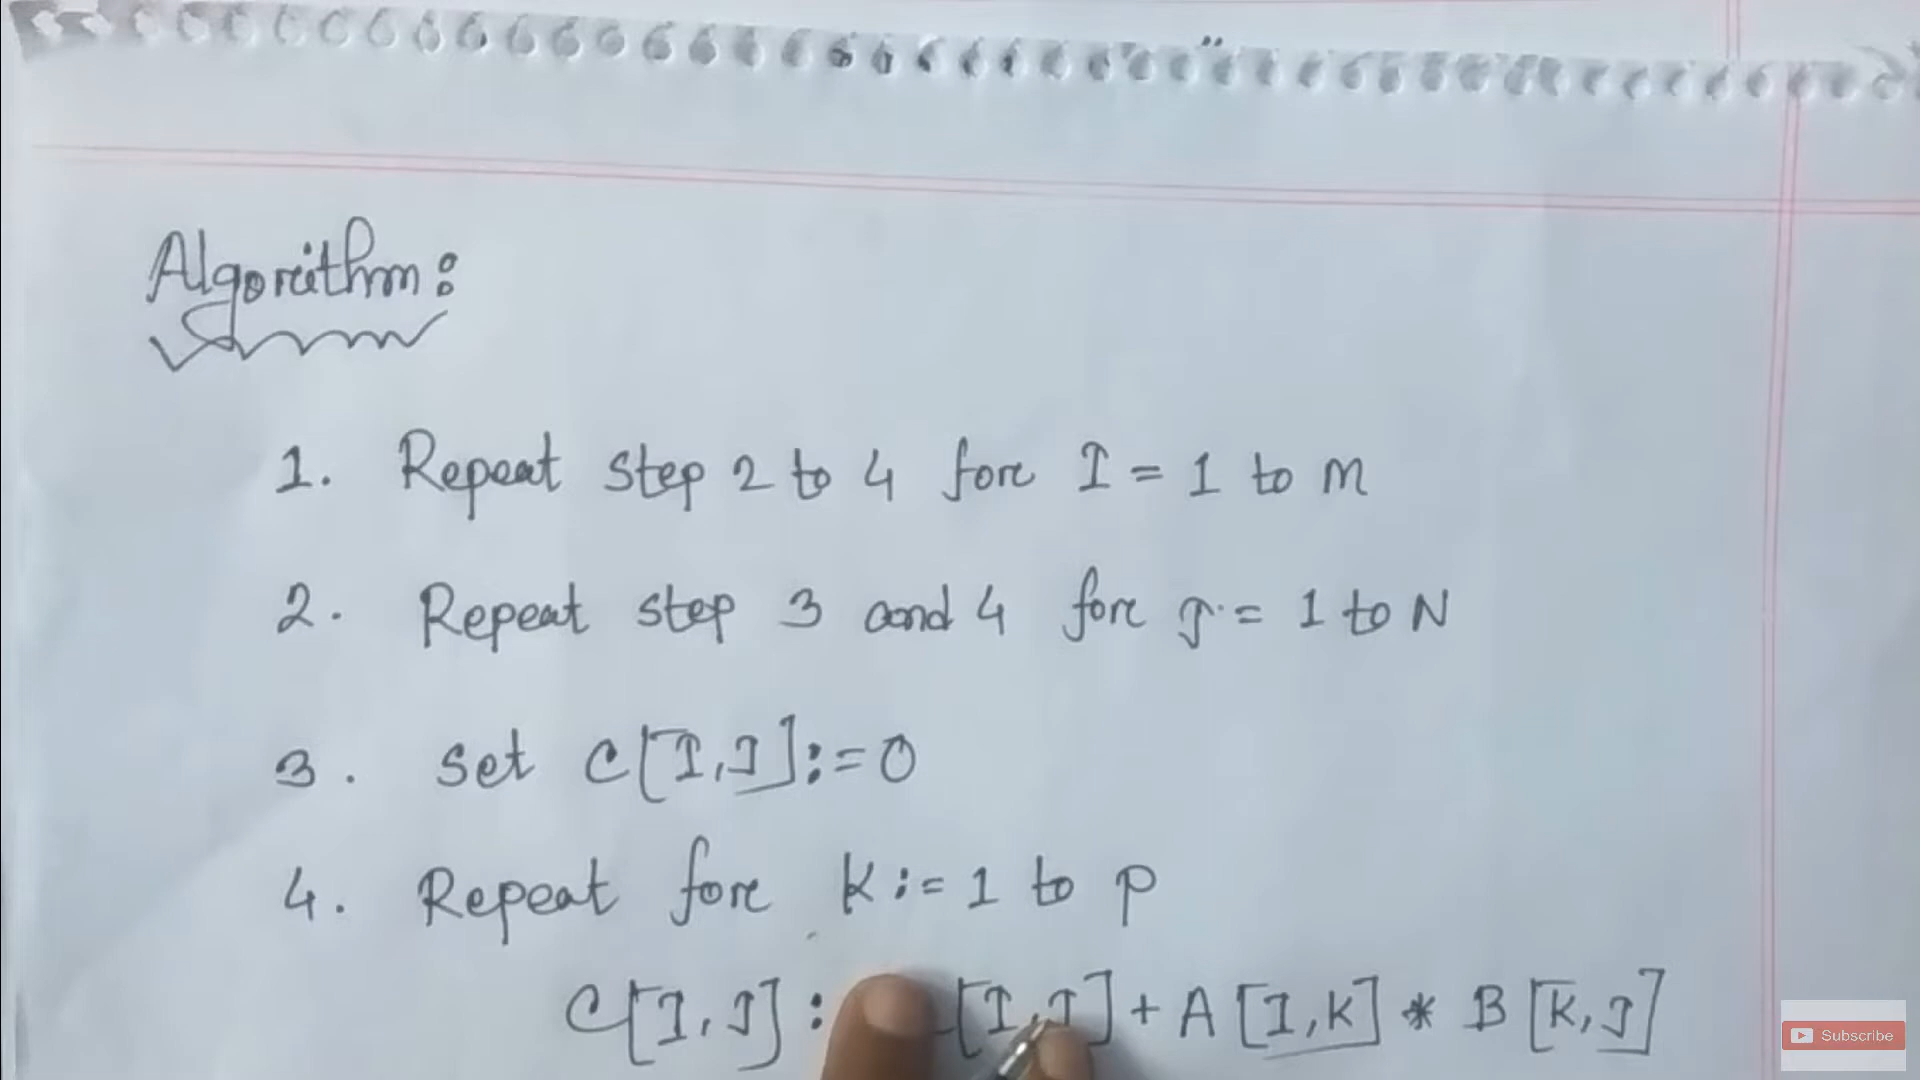 Algorithm:
1. Repeat step 2 to 4 for I = 1 to M
2. Repeat step 3 and 4 for J = 1 to N
3. Set C[I,J]:=0
4. Repeat for K:= 1 to P
C[I,J]: [I,J]+A[I,K]*B[K,J]
Subscribe